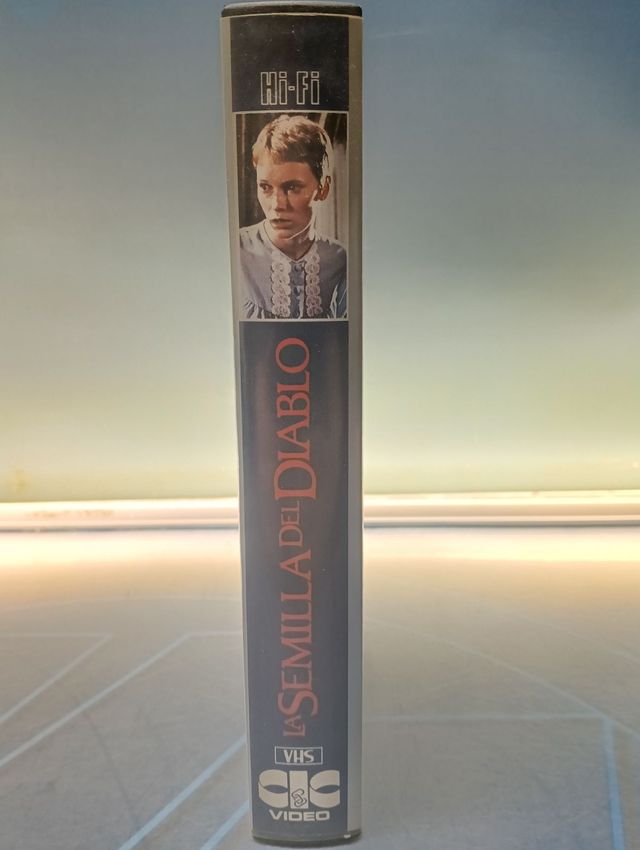 Hi-Fi
LA SEMILLA DEL DIABLO
VHS
CIC
VIDEO